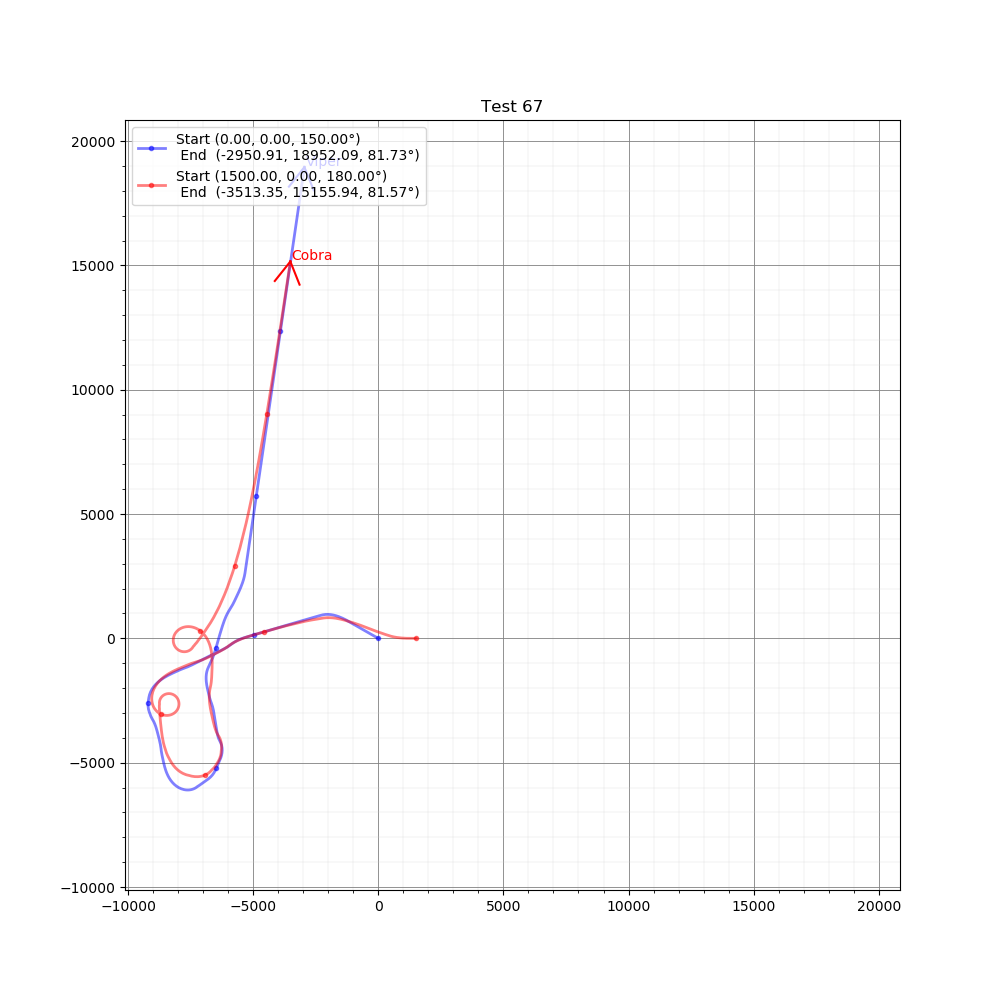 Test 67
Start (0.00, 0.00, 150.00°)
End (-2950.91, 18952.09, 81.73°)
Start (1500.00, 0.00, 180.00°)
End (-3513.35, 15155.94, 81.57°)
Viper
Cobra
20000
15000
10000
5000
0
−5000
−10000
−10000
−5000
0
5000
10000
15000
20000